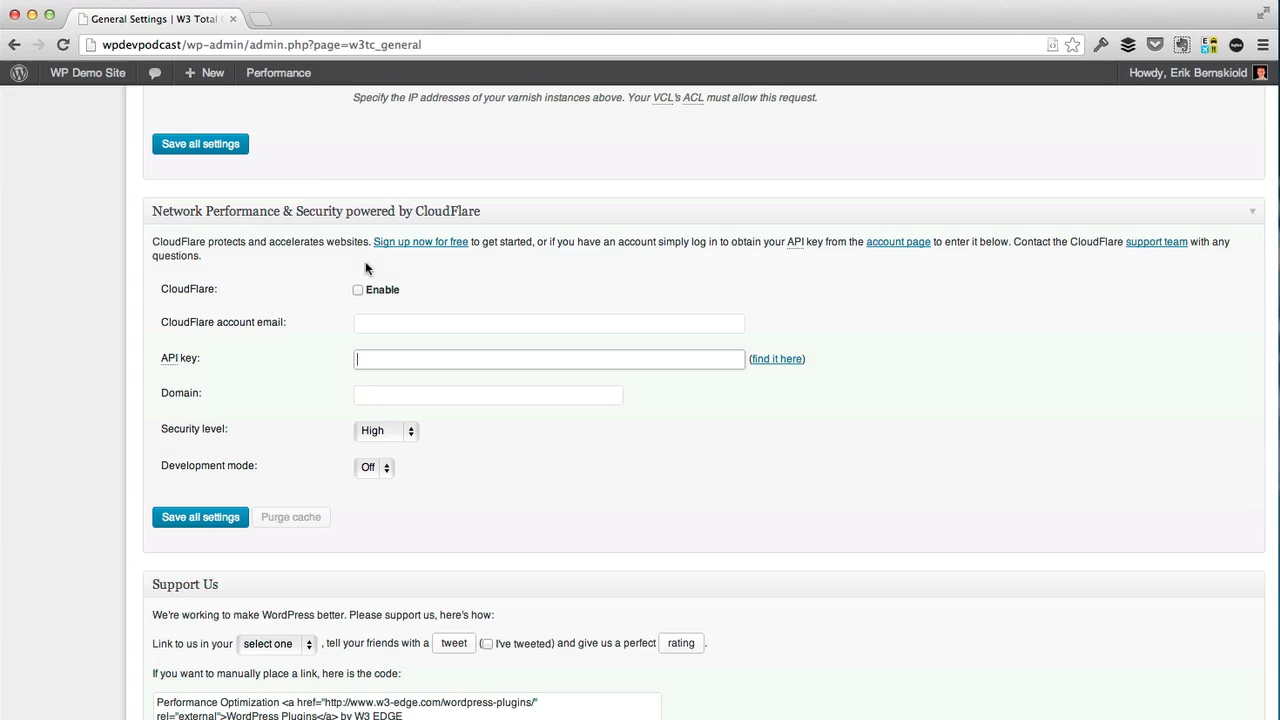 General Settings | W3 Total
wpdevpodcast/wp-admin/admin.php?page=w3tc_general
WP Demo Site + New Performance Howdy, Erik Bernskiold
Specify the IP addresses of your varnish instances above. Your VCL's ACL must allow this request.
Save all settings
Network Performance & Security powered by CloudFlare
CloudFlare protects and accelerates websites. Sign up now for free to get started, or if you have an account simply log in to obtain your API key from the account page to enter it below. Contact the CloudFlare support team with any
questions.
CloudFlare: Enable
CloudFlare account email:
API key: (find it here)
Domain:
Security level: High
Development mode: Off
Save all settings Purge cache
Support Us
We're working to make WordPress better. Please support us, here's how:
Link to us in your select one , tell your friends with a tweet ( I've tweeted) and give us a perfect rating .
If you want to manually place a link, here is the code:
Performance Optimization <a href="http://www.w3-edge.com/wordpress-plugins/"
rel="external">WordPress Plugins</a> by W3 EDGE